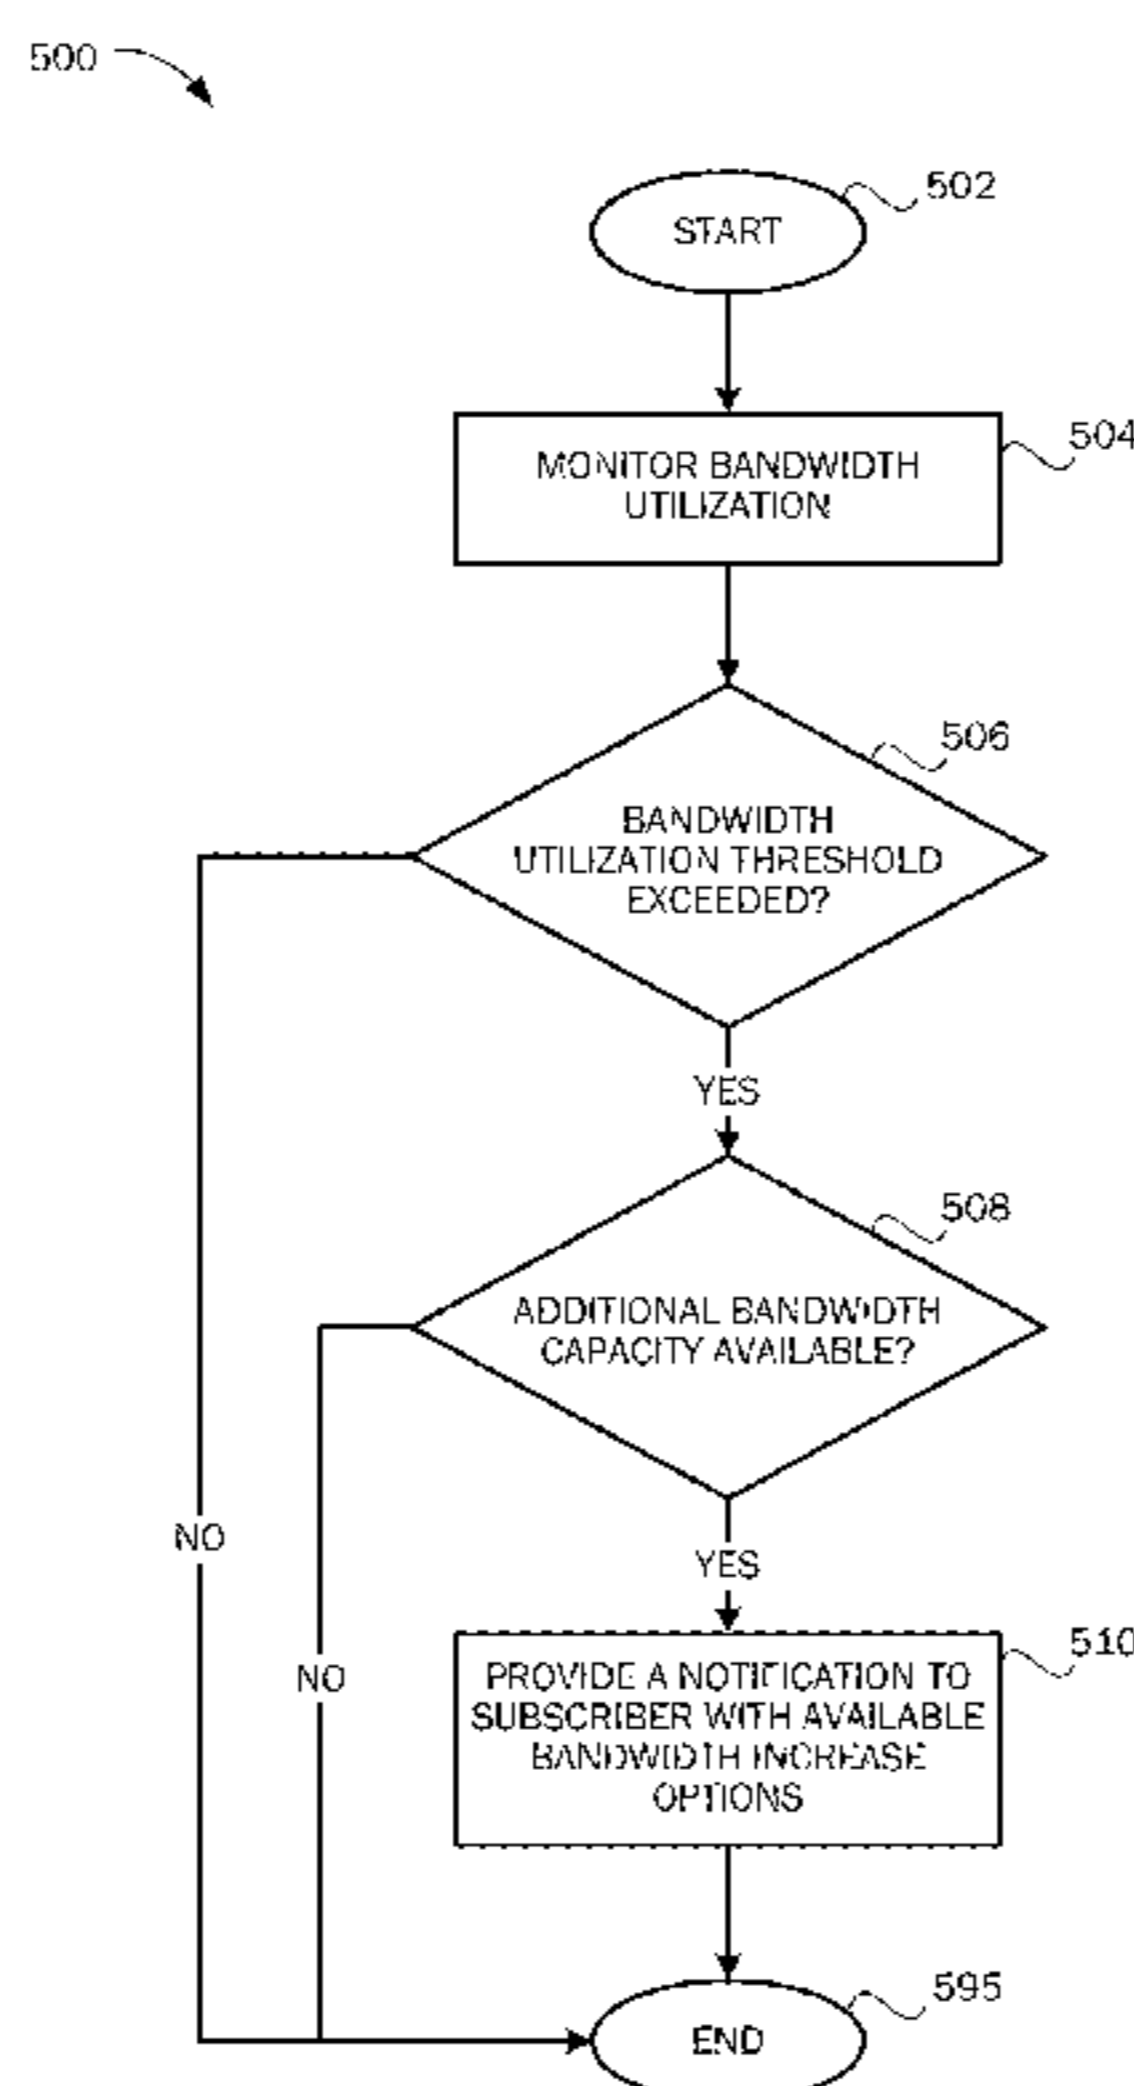 500
502
START
504
MONITOR BANDWIDTH
UTILIZATION
506
BANDWIDTH
UTILIZATION THRESHOLD
EXCEEDED?
YES
508
ADDITIONAL BANDWIDTH
CAPACITY AVAILABLE?
NO
YES
NO
510
PROVIDE A NOTIFICATION TO
SUBSCRIBER WITH AVAILABLE
BANDWIDTH INCREASE
OPTIONS
595
END